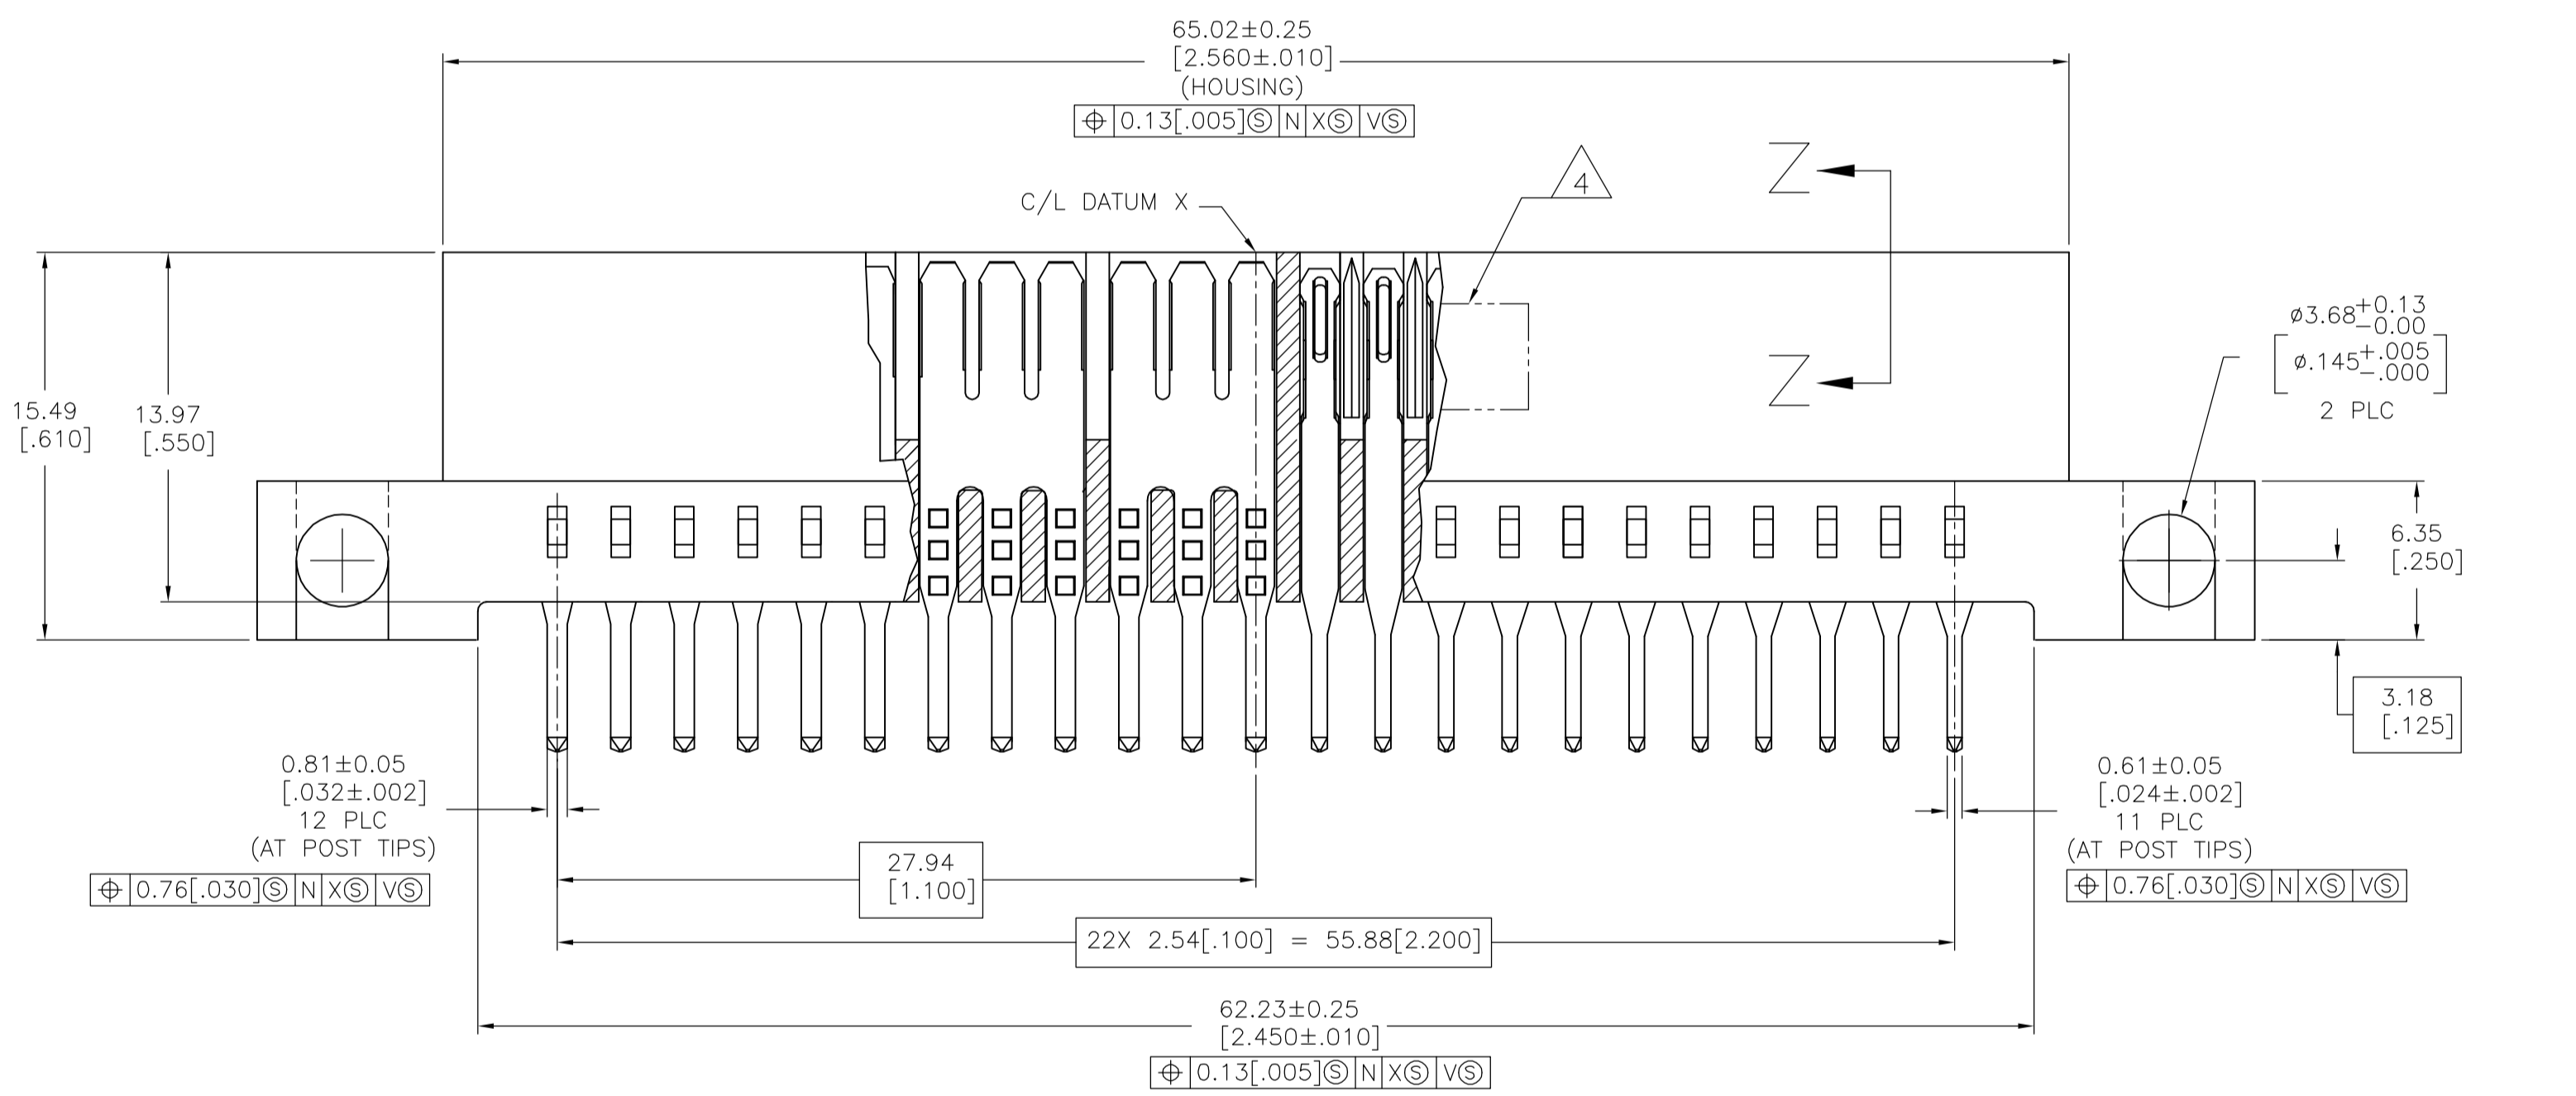 65.02±0.25
[2.560±.010]
(HOUSING)
⌖ 0.13[.005]Ⓢ N XⓈ VⓈ
C/L DATUM X
4
Z
Z
15.49
[.610]
13.97
[.550]
ø3.68+0.13
−0.00
[ø.145+.005
−.000]
2 PLC
6.35
[.250]
3.18
[.125]
0.81±0.05
[.032±.002]
12 PLC
(AT POST TIPS)
⌖ 0.76[.030]Ⓢ N XⓈ VⓈ
0.61±0.05
[.024±.002]
11 PLC
(AT POST TIPS)
⌖ 0.76[.030]Ⓢ N XⓈ VⓈ
27.94
[1.100]
22X 2.54[.100] = 55.88[2.200]
62.23±0.25
[2.450±.010]
⌖ 0.13[.005]Ⓢ N XⓈ VⓈ